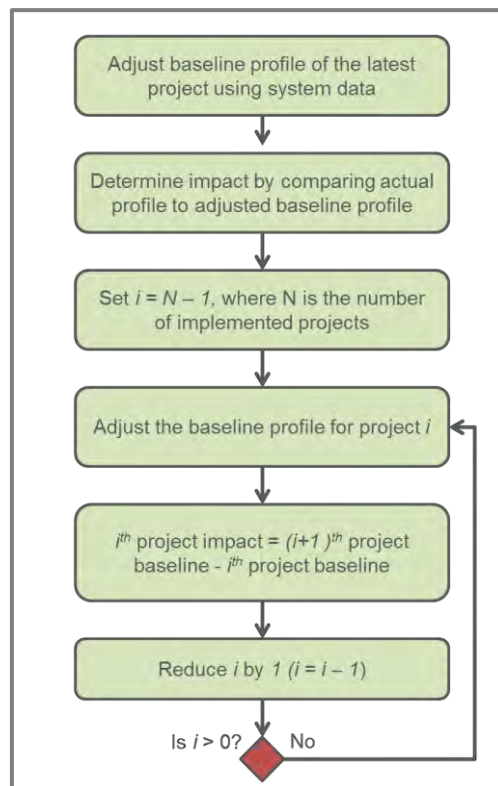 Adjust baseline profile of the latest
project using system data
Determine impact by comparing actual
profile to adjusted baseline profile
Set i = N – 1, where N is the number
of implemented projects
Adjust the baseline profile for project i
iᵗʰ project impact = (i+1 )ᵗʰ project
baseline - iᵗʰ project baseline
Reduce i by 1 (i = i – 1)
Is i > 0? No